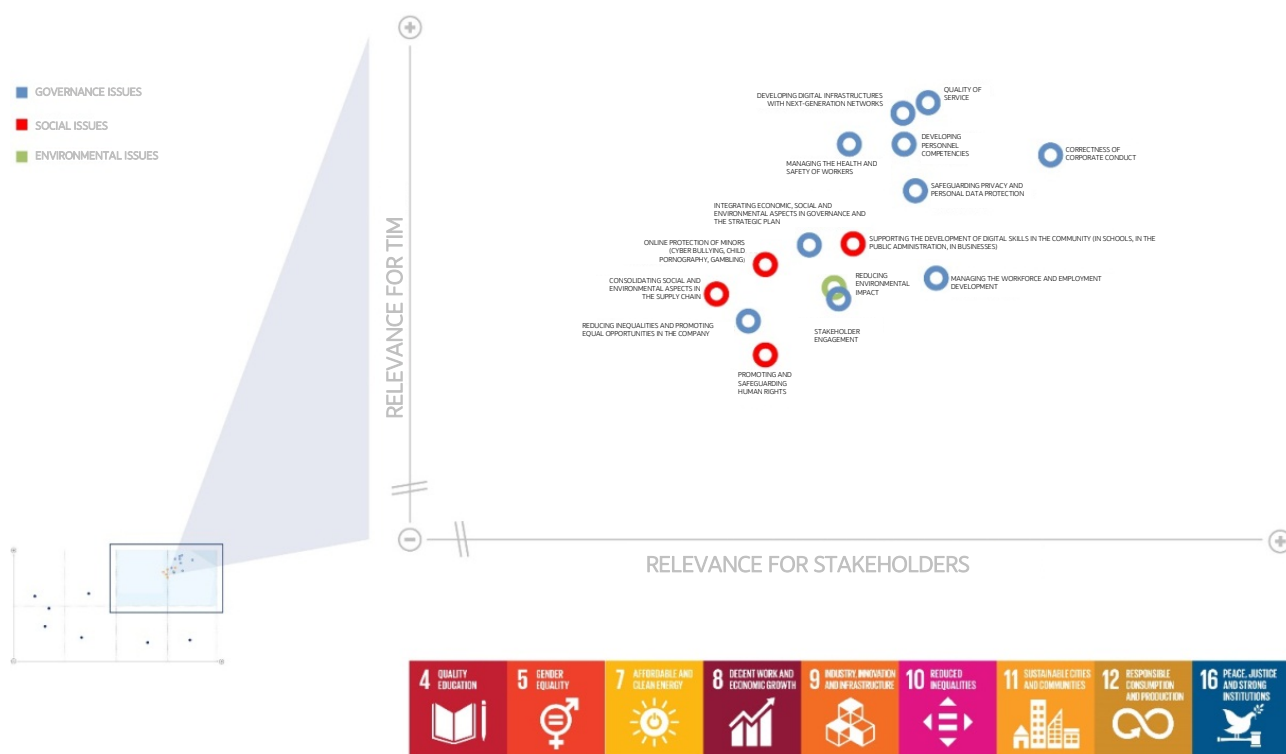 GOVERNANCE ISSUES
SOCIAL ISSUES
ENVIRONMENTAL ISSUES
RELEVANCE FOR TIM
DEVELOPING DIGITAL INFRASTRUCTURES
WITH NEXT-GENERATION NETWORKS
QUALITY OF
SERVICE
MANAGING THE HEALTH AND
SAFETY OF WORKERS
DEVELOPING
PERSONNEL
COMPETENCIES
CORRECTNESS OF
CORPORATE CONDUCT
SAFEGUARDING PRIVACY AND
PERSONAL DATA PROTECTION
INTEGRATING ECONOMIC, SOCIAL AND
ENVIRONMENTAL ASPECTS IN GOVERNANCE AND
THE STRATEGIC PLAN
ONLINE PROTECTION OF MINORS
(CYBER BULLYING, CHILD
PORNOGRAPHY, GAMBLING)
SUPPORTING THE DEVELOPMENT OF DIGITAL SKILLS IN THE COMMUNITY (IN SCHOOLS, IN THE
PUBLIC ADMINISTRATION, IN BUSINESSES)
CONSOLIDATING SOCIAL AND
ENVIRONMENTAL ASPECTS IN
THE SUPPLY CHAIN
REDUCING
ENVIRONMENTAL
IMPACT
MANAGING THE WORKFORCE AND EMPLOYMENT
DEVELOPMENT
REDUCING INEQUALITIES AND PROMOTING
EQUAL OPPORTUNITIES IN THE COMPANY
STAKEHOLDER
ENGAGEMENT
PROMOTING AND
SAFEGUARDING
HUMAN RIGHTS
RELEVANCE FOR STAKEHOLDERS
4 QUALITY
EDUCATION
5 GENDER
EQUALITY
7 AFFORDABLE AND
CLEAN ENERGY
8 DECENT WORK AND
ECONOMIC GROWTH
9 INDUSTRY, INNOVATION
AND INFRASTRUCTURE
10 REDUCED
INEQUALITIES
11 SUSTAINABLE CITIES
AND COMMUNITIES
12 RESPONSIBLE
CONSUMPTION
AND PRODUCTION
16 PEACE, JUSTICE
AND STRONG
INSTITUTIONS